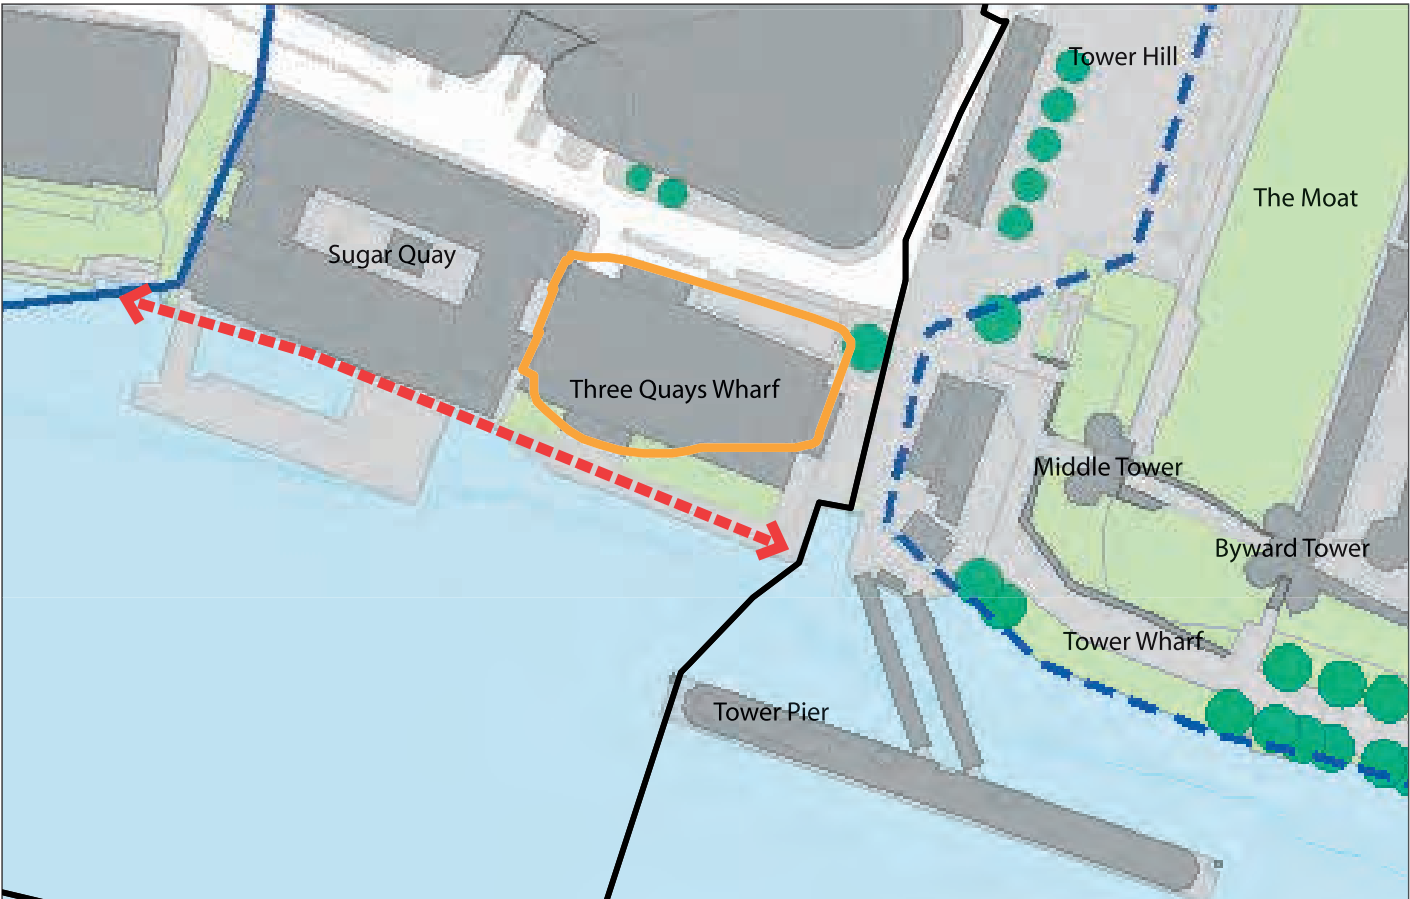 Tower Hill
The Moat
Sugar Quay
Three Quays Wharf
Middle Tower
Byward Tower
Tower Wharf
Tower Pier